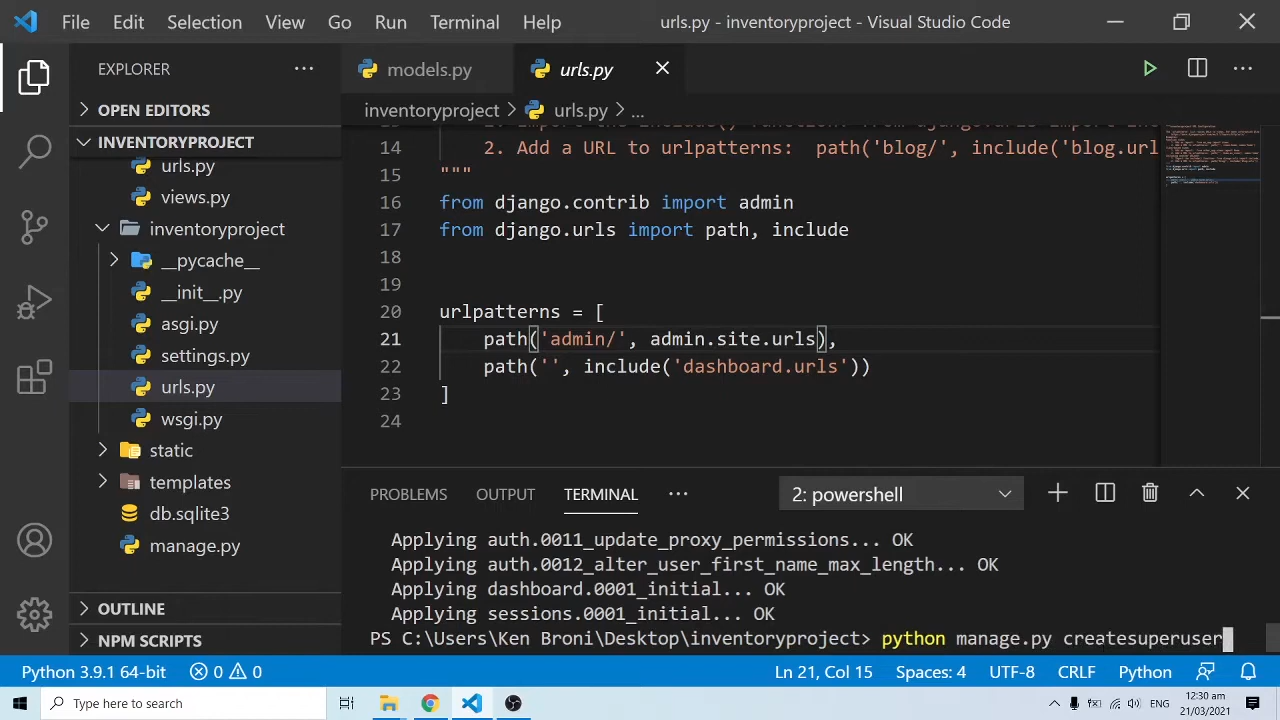 File Edit Selection View Go Run Terminal Help urls.py - inventoryproject - Visual Studio Code
EXPLORER
OPEN EDITORS
INVENTORYPROJECT
urls.py
views.py
inventoryproject
__pycache__
__init__.py
asgi.py
settings.py
urls.py
wsgi.py
static
templates
db.sqlite3
manage.py
OUTLINE
NPM SCRIPTS
models.py urls.py
inventoryproject > urls.py > ...
14 2. Add a URL to urlpatterns: path('blog/', include('blog.url
15 """
16 from django.contrib import admin
17 from django.urls import path, include
18
19
20 urlpatterns = [
21 path('admin/', admin.site.urls),
22 path('', include('dashboard.urls'))
23 ]
24
PROBLEMS OUTPUT TERMINAL 2: powershell
Applying auth.0011_update_proxy_permissions... OK
Applying auth.0012_alter_user_first_name_max_length... OK
Applying dashboard.0001_initial... OK
Applying sessions.0001_initial... OK
PS C:\Users\Ken Broni\Desktop\inventoryproject> python manage.py createsuperuser
Python 3.9.1 64-bit 0 0 Ln 21, Col 15 Spaces: 4 UTF-8 CRLF Python
Type here to search ENG 12:30 am
21/03/2021